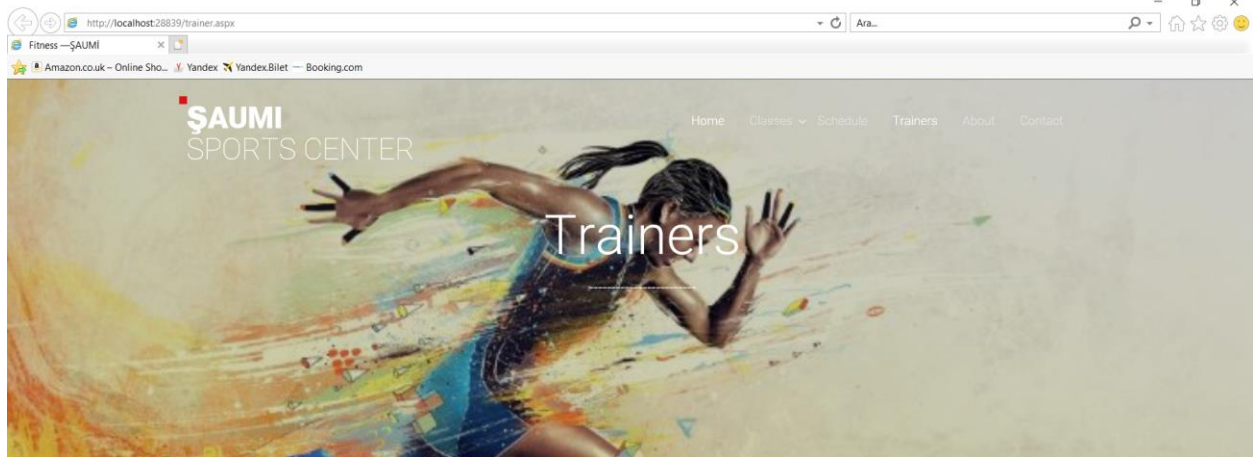 http://localhost:28839/trainer.aspx
Ara...
Fitness —ŞAUMİ
Amazon.co.uk – Online Sho... Yandex Yandex.Bilet Booking.com
ŞAUMI
SPORTS CENTER
Home Classes Schedule Trainers About Contact
Trainers